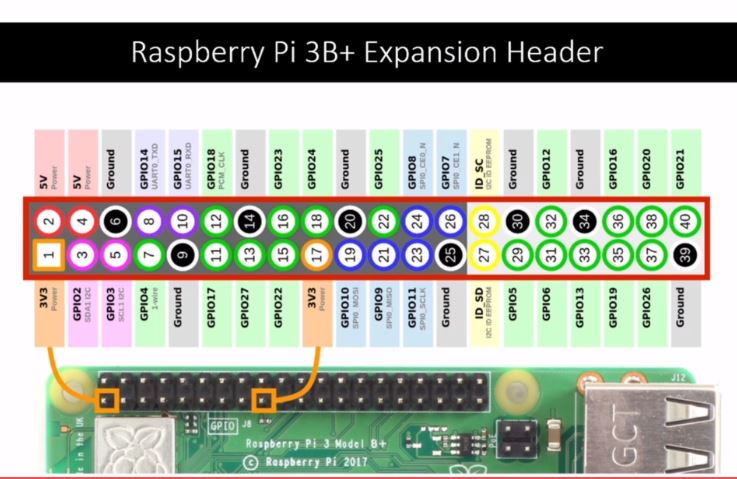 Raspberry Pi 3B+ Expansion Header
5V Power
5V Power
Ground
GPIO14 UART0_TXD
GPIO15 UART0_RXD
GPIO18 PCM_CLK
Ground
GPIO23
GPIO24
Ground
GPIO25
GPIO8 SPI0_CE0_N
GPIO7 SPI0_CE1_N
ID_SC I2C ID EEPROM
Ground
GPIO12
Ground
GPIO16
GPIO20
GPIO21
2 4 6 8 10 12 14 16 18 20 22 24 26 28 30 32 34 36 38 40
1 3 5 7 9 11 13 15 17 19 21 23 25 27 29 31 33 35 37 39
3V3 Power
GPIO2 SDA1 I2C
GPIO3 SCL1 I2C
GPIO4 1-wire
Ground
GPIO17
GPIO27
GPIO22
3V3 Power
GPIO10 SPI0_MOSI
GPIO9 SPI0_MISO
GPIO11 SPI0_SCLK
Ground
ID_SD I2C ID EEPROM
GPIO5
GPIO6
GPIO13
GPIO19
GPIO26
Ground
J12
GPIO J8
Raspberry Pi 3 Model B+
© Raspberry Pi 2017
in the UK
PoE
GCT